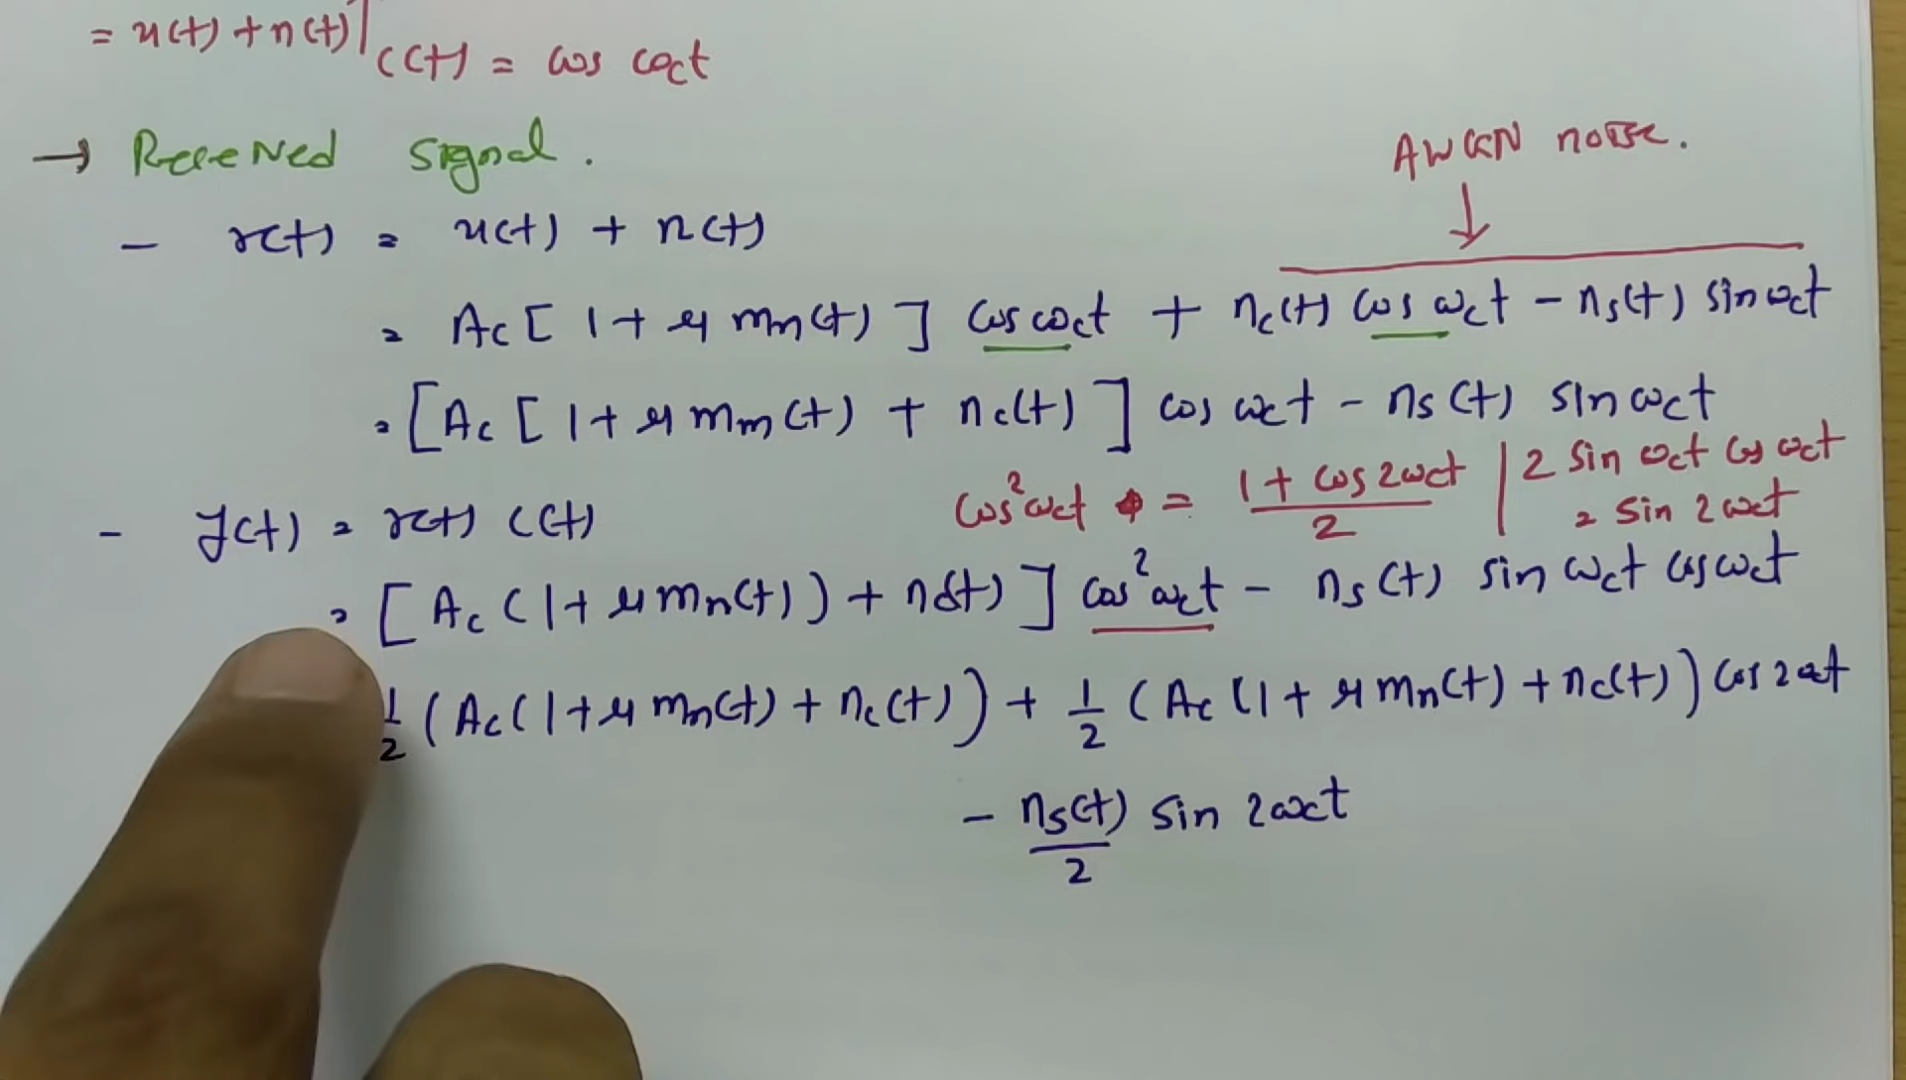 = x(t) + n(t) | c(t) = cos ωct
→ Received signal.
AWGN noise.
- r(t) = x(t) + n(t)
= Ac [ 1 + μ mn(t) ] cos ωct + nc(t) cos ωct - ns(t) sin ωct
= [ Ac [ 1 + μ mn(t) + nc(t) ] cos ωct - ns(t) sin ωct
cos²ωct = (1 + cos 2ωct)/2 | 2 sin ωct cos ωct
= sin 2ωct
- y(t) = r(t) c(t)
= [ Ac ( 1 + μ mn(t) ) + nc(t) ] cos²ωct - ns(t) sin ωct cos ωct
1/2 ( Ac ( 1 + μ mn(t) + nc(t) ) + 1/2 ( Ac ( 1 + μ mn(t) + nc(t) ) cos 2ωct
- ns(t)/2 sin 2ωct